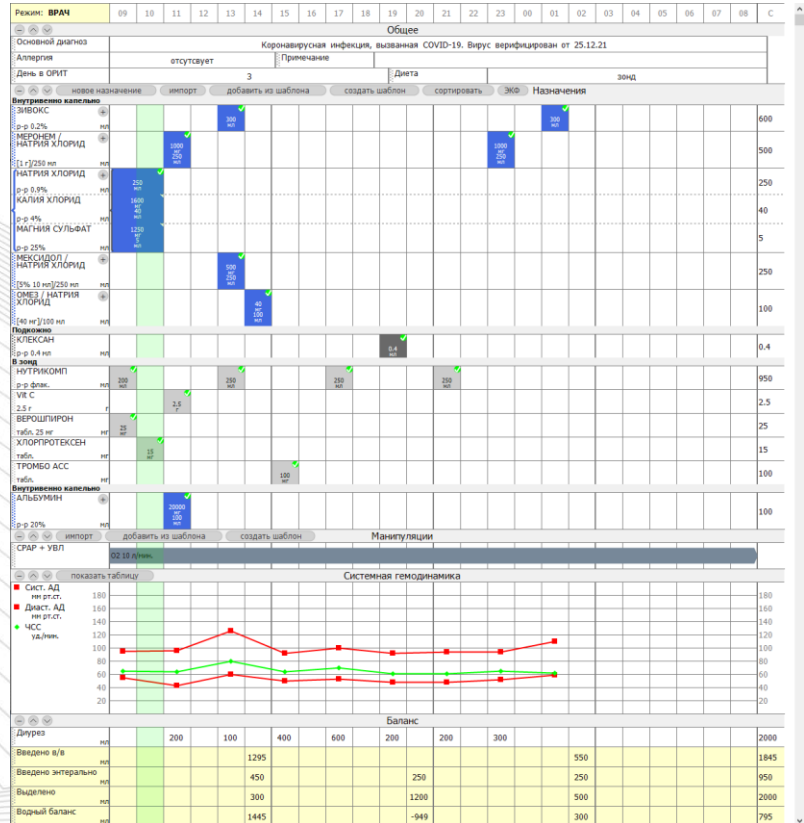 Режим: ВРАЧ 09 10 11 12 13 14 15 16 17 18 19 20 21 22 23 00 01 02 03 04 05 06 07 08 С
Общее
Основной диагноз Коронавирусная инфекция, вызванная COVID-19. Вирус верифицирован от 25.12.21
Аллергия отсутсвует Примечание
День в ОРИТ 3 Диета зонд
новое назначение импорт добавить из шаблона создать шаблон сортировать ЭКФ Назначения
Внутривенно капельно
ЗИВОКС
р-р 0.2% мл 300 мл 300 мл 600
МЕРОНЕМ /
НАТРИЯ ХЛОРИД
[1 г]/250 мл мл 1000 мг 250 мл 1000 мг 250 мл 500
НАТРИЯ ХЛОРИД
р-р 0.9% мл 250 мл 250
КАЛИЯ ХЛОРИД
р-р 4% мл 1600 мг 40 мл 40
МАГНИЯ СУЛЬФАТ
р-р 25% мл 1250 мг 5 мл 5
МЕКСИДОЛ /
НАТРИЯ ХЛОРИД
[5% 10 мл]/250 мл мл 500 мг 250 мл 250
ОМЕЗ / НАТРИЯ
ХЛОРИД
[40 мг]/100 мл мл 40 мг 100 мл 100
Подкожно
КЛЕКСАН
р-р 0.4 мл мл 0.4 мл 0.4
В зонд
НУТРИКОМП
р-р флак. мл 200 мл 250 мл 250 мл 250 мл 950
Vit C
2.5 г г 2.5 г 2.5
ВЕРОШПИРОН
табл. 25 мг мг 25 мг 25
ХЛОРПРОТЕКСЕН
табл. мг 15 мг 15
ТРОМБО АСС
табл. мг 100 мг 100
Внутривенно капельно
АЛЬБУМИН
р-р 20% мл 20000 мг 100 мл 100
импорт добавить из шаблона создать шаблон Манипуляции
CPAP + УВЛ
O2 10 л/мин.
показать таблицу Системная гемодинамика
Сист. АД
мм рт.ст.
Диаст. АД
мм рт.ст.
ЧСС
уд./мин.
180 180
160 160
140 140
120 120
100 100
80 80
60 60
40 40
20 20
Баланс
Диурез мл 200 100 400 600 200 200 300 2000
Введено в/в мл 1295 550 1845
Введено энтерально мл 450 250 250 950
Выделено мл 300 1200 500 2000
Водный баланс мл 1445 -949 300 795